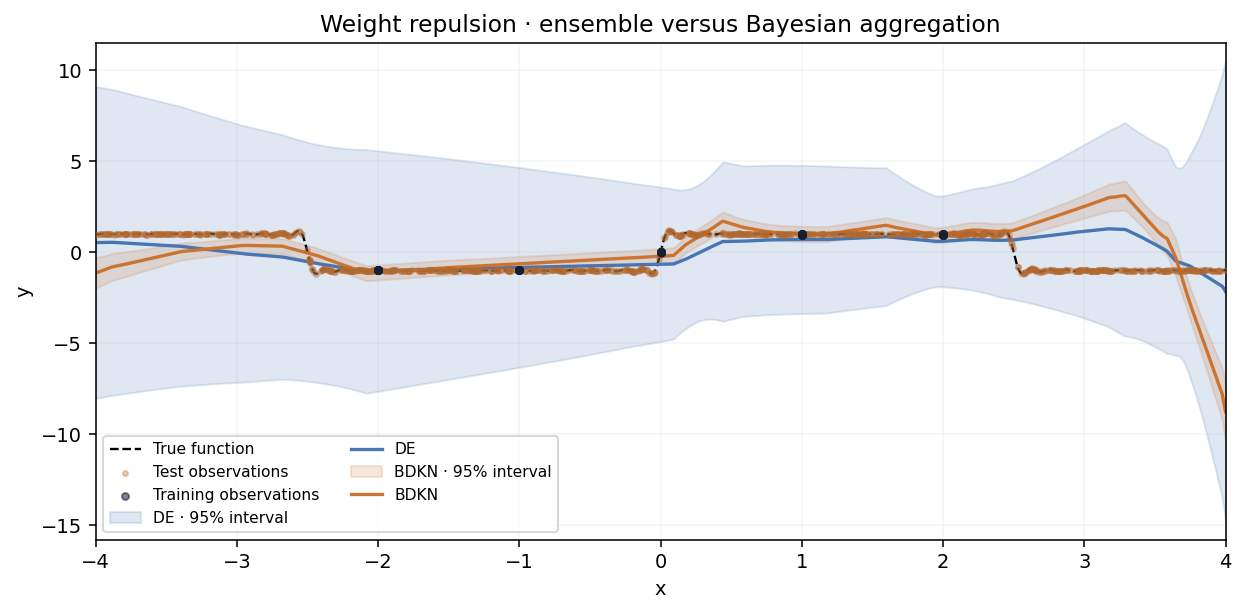 Weight repulsion · ensemble versus Bayesian aggregation
10
5
0
−5
−10
−15
y
True function
Test observations
Training observations
DE · 95% interval
DE
BDKN · 95% interval
BDKN
−4 −3 −2 −1 0 1 2 3 4
x